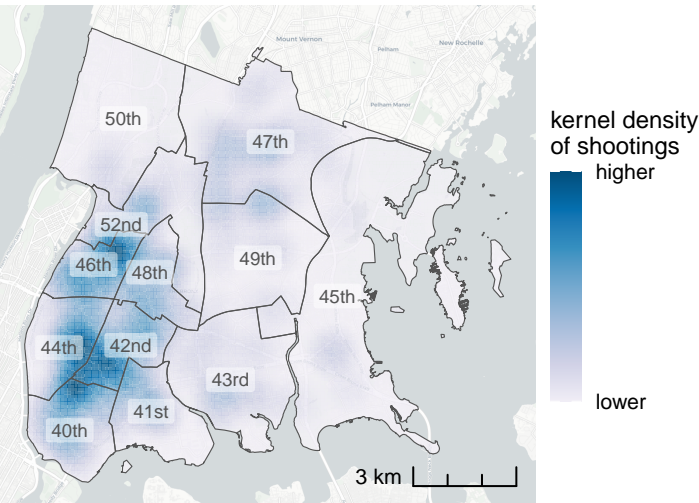 Mount Vernon
New Rochelle
Pelham
Pelham Manor
50th
47th
52nd
46th
48th
49th
45th
44th
42nd
43rd
41st
40th
kernel density
of shootings
higher
lower
3 km